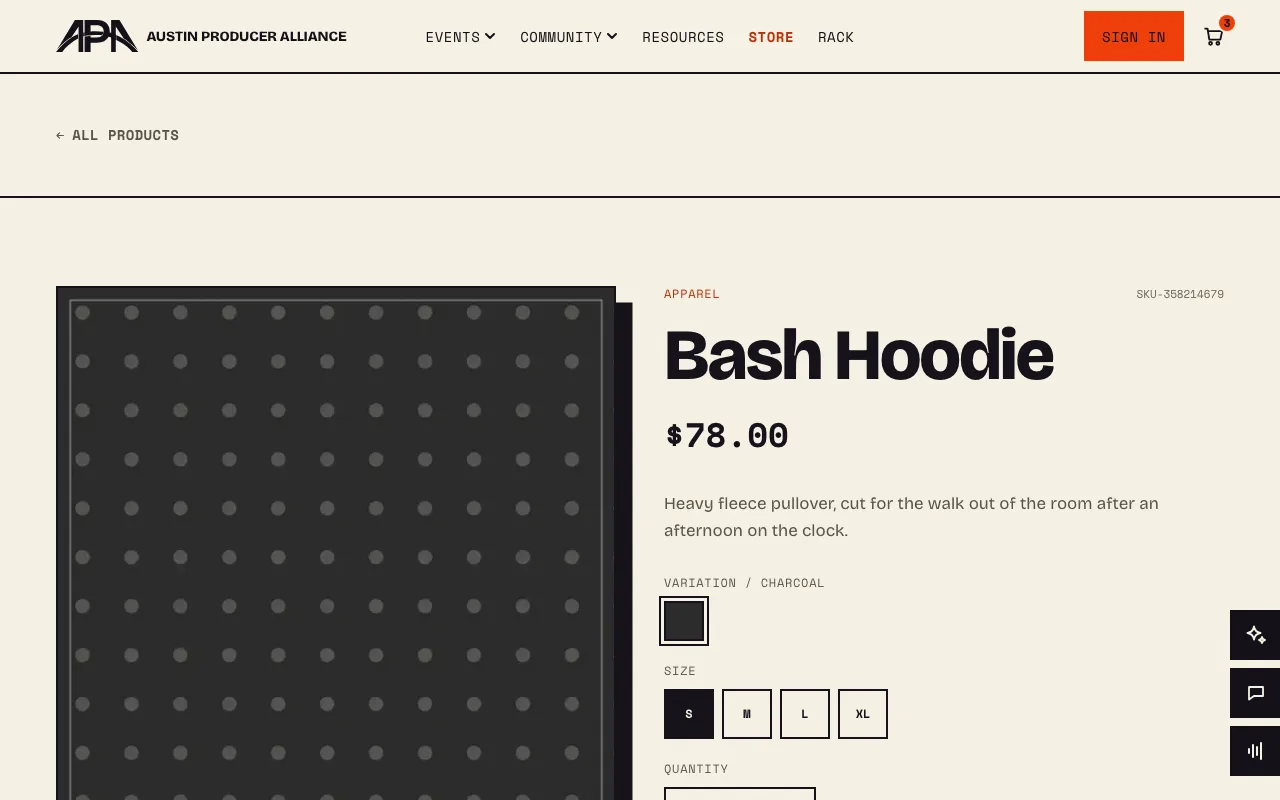 APA AUSTIN PRODUCER ALLIANCE EVENTS COMMUNITY RESOURCES STORE RACK SIGN IN 3
← ALL PRODUCTS
APPAREL SKU-358214679
Bash Hoodie
$78.00
Heavy fleece pullover, cut for the walk out of the room after an
afternoon on the clock.
VARIATION / CHARCOAL
SIZE
S M L XL
QUANTITY